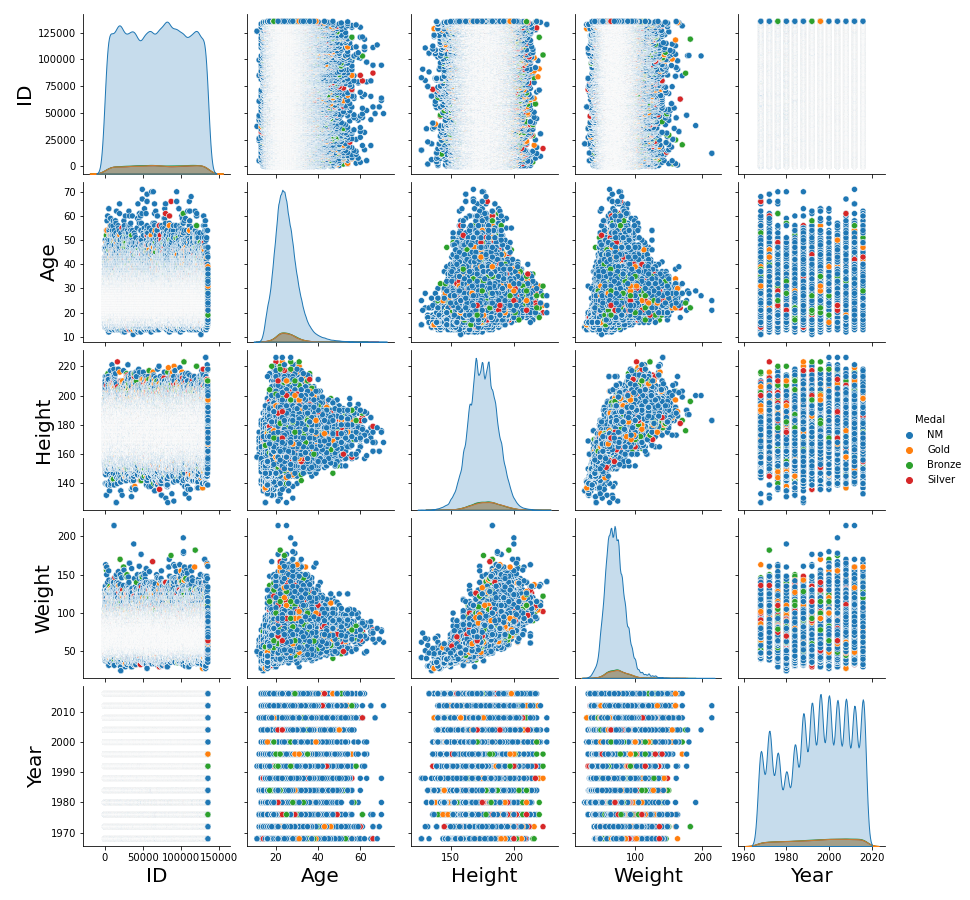 125000
100000
75000
50000
25000
0
ID
70
60
50
40
30
20
10
Age
220
200
180
160
140
Height
Medal
NM
Gold
Bronze
Silver
200
150
100
50
Weight
2010
2000
1990
1980
1970
Year
0 50000 100000 150000
20 40 60
150 200
100 200
1960 1980 2000 2020
ID Age Height Weight Year